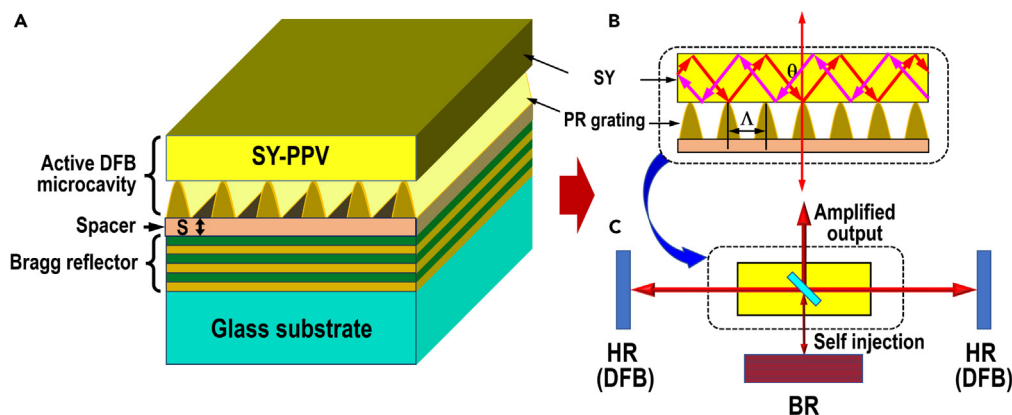 A
Active DFB
microcavity
SY-PPV
Spacer
S
Bragg reflector
Glass substrate
B
SY
θ
PR grating
Λ
C
Amplified
output
Self injection
HR
(DFB)
BR
HR
(DFB)